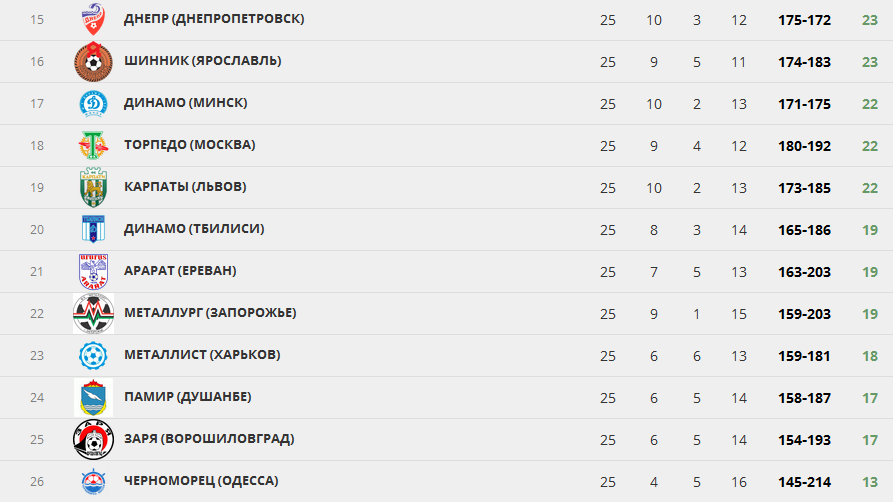 15 ДНЕПР (ДНЕПРОПЕТРОВСК) 25 10 3 12 175-172 23
16 ШИННИК (ЯРОСЛАВЛЬ) 25 9 5 11 174-183 23
17 ДИНАМО (МИНСК) 25 10 2 13 171-175 22
18 ТОРПЕДО (МОСКВА) 25 9 4 12 180-192 22
19 КАРПАТЫ (ЛЬВОВ) 25 10 2 13 173-185 22
20 ДИНАМО (ТБИЛИСИ) 25 8 3 14 165-186 19
21 АРАРАТ (ЕРЕВАН) 25 7 5 13 163-203 19
22 МЕТАЛЛУРГ (ЗАПОРОЖЬЕ) 25 9 1 15 159-203 19
23 МЕТАЛЛИСТ (ХАРЬКОВ) 25 6 6 13 159-181 18
24 ПАМИР (ДУШАНБЕ) 25 6 5 14 158-187 17
25 ЗАРЯ (ВОРОШИЛОВГРАД) 25 6 5 14 154-193 17
26 ЧЕРНОМОРЕЦ (ОДЕССА) 25 4 5 16 145-214 13